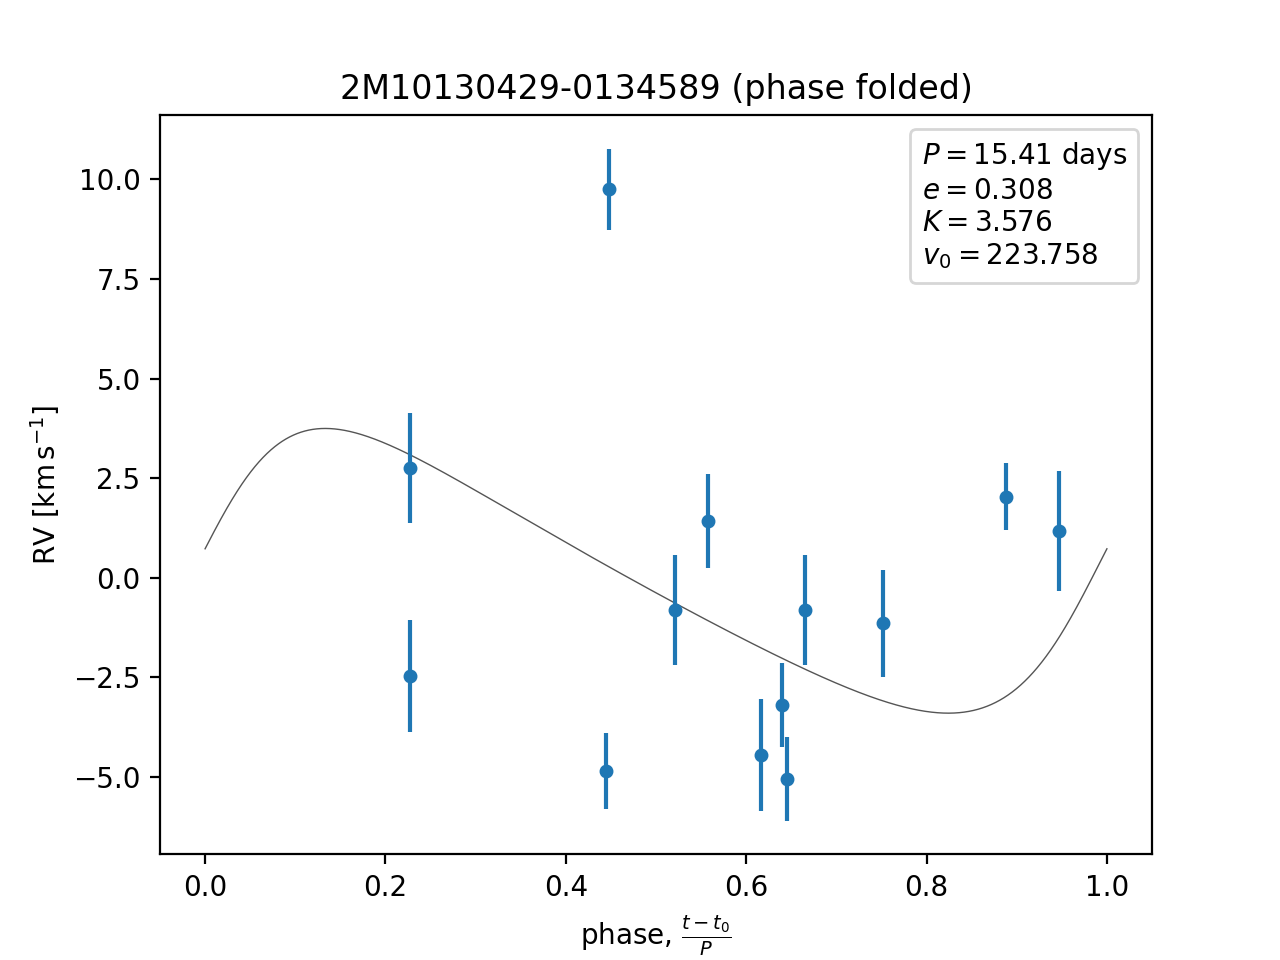 2M10130429-0134589 (phase folded)
P = 15.41 days
e = 0.308
K = 3.576
v₀ = 223.758
10.0
7.5
5.0
2.5
0.0
−2.5
−5.0
RV [km s⁻¹]
0.0 0.2 0.4 0.6 0.8 1.0
phase, (t − t₀)/P